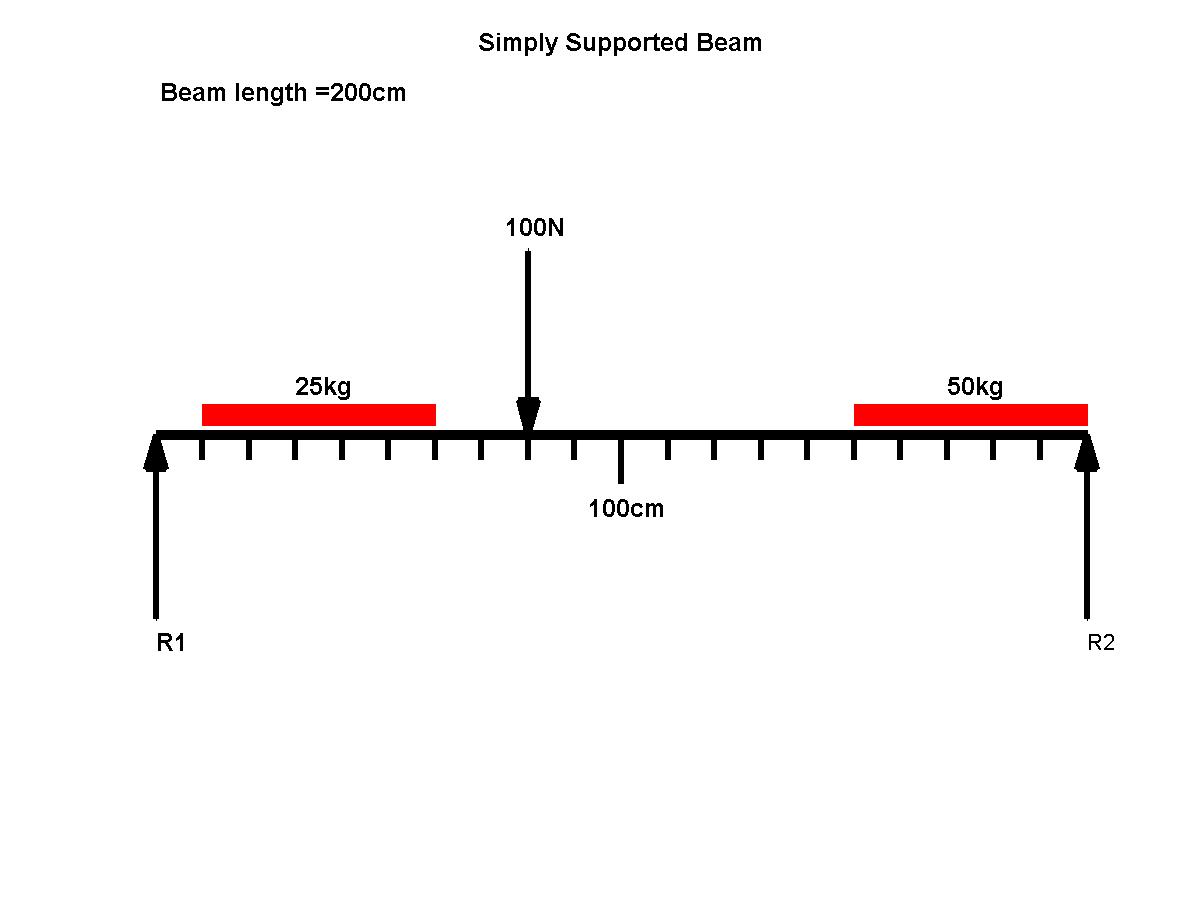 Simply Supported Beam
Beam length =200cm
100N
25kg
50kg
100cm
R1
R2